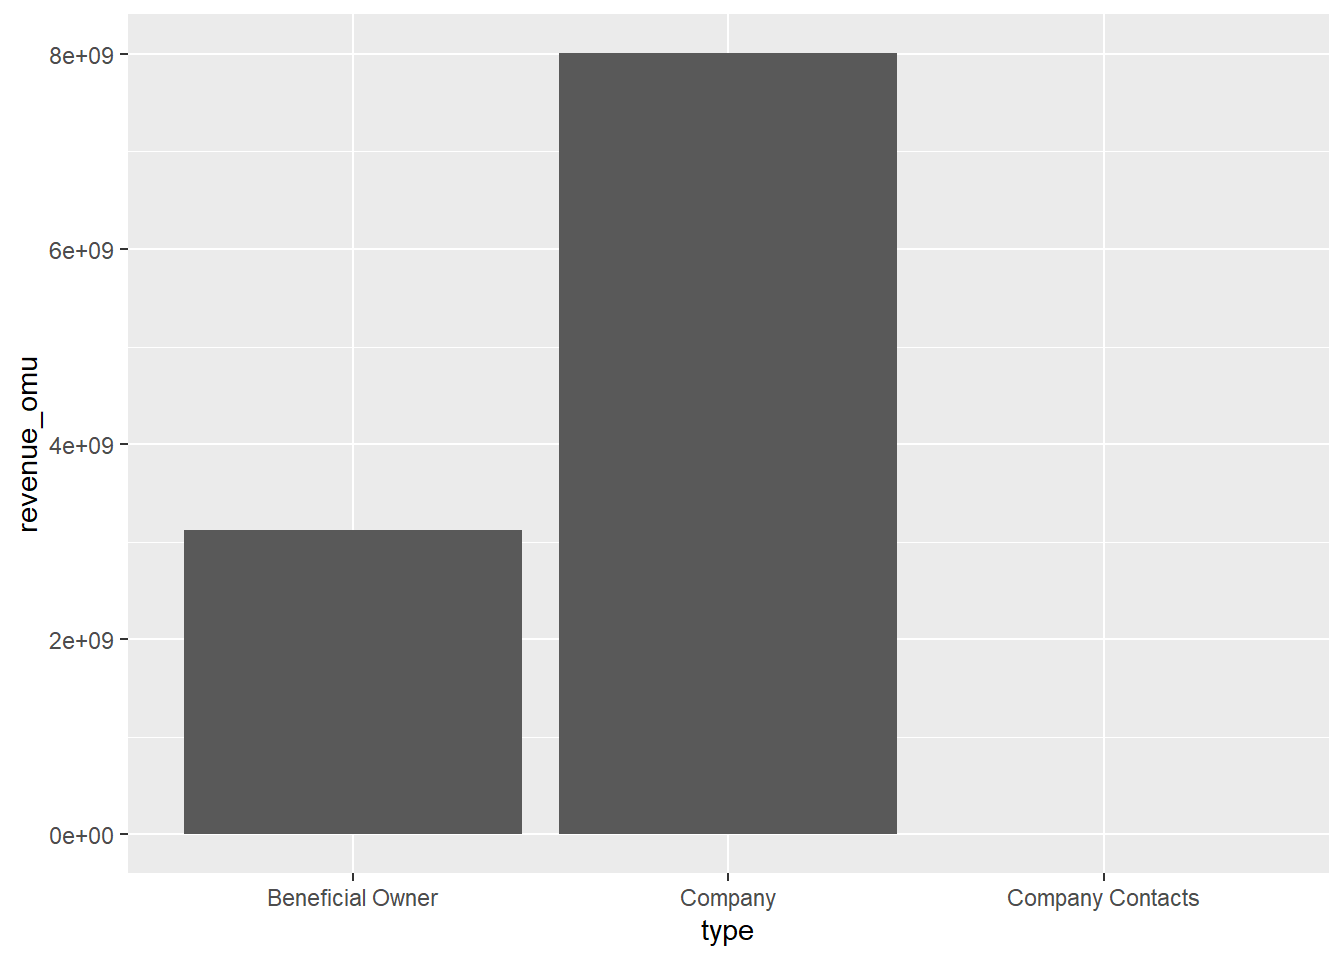 8e+09
6e+09
4e+09
2e+09
0e+00
revenue_omu
Beneficial Owner
Company
Company Contacts
type